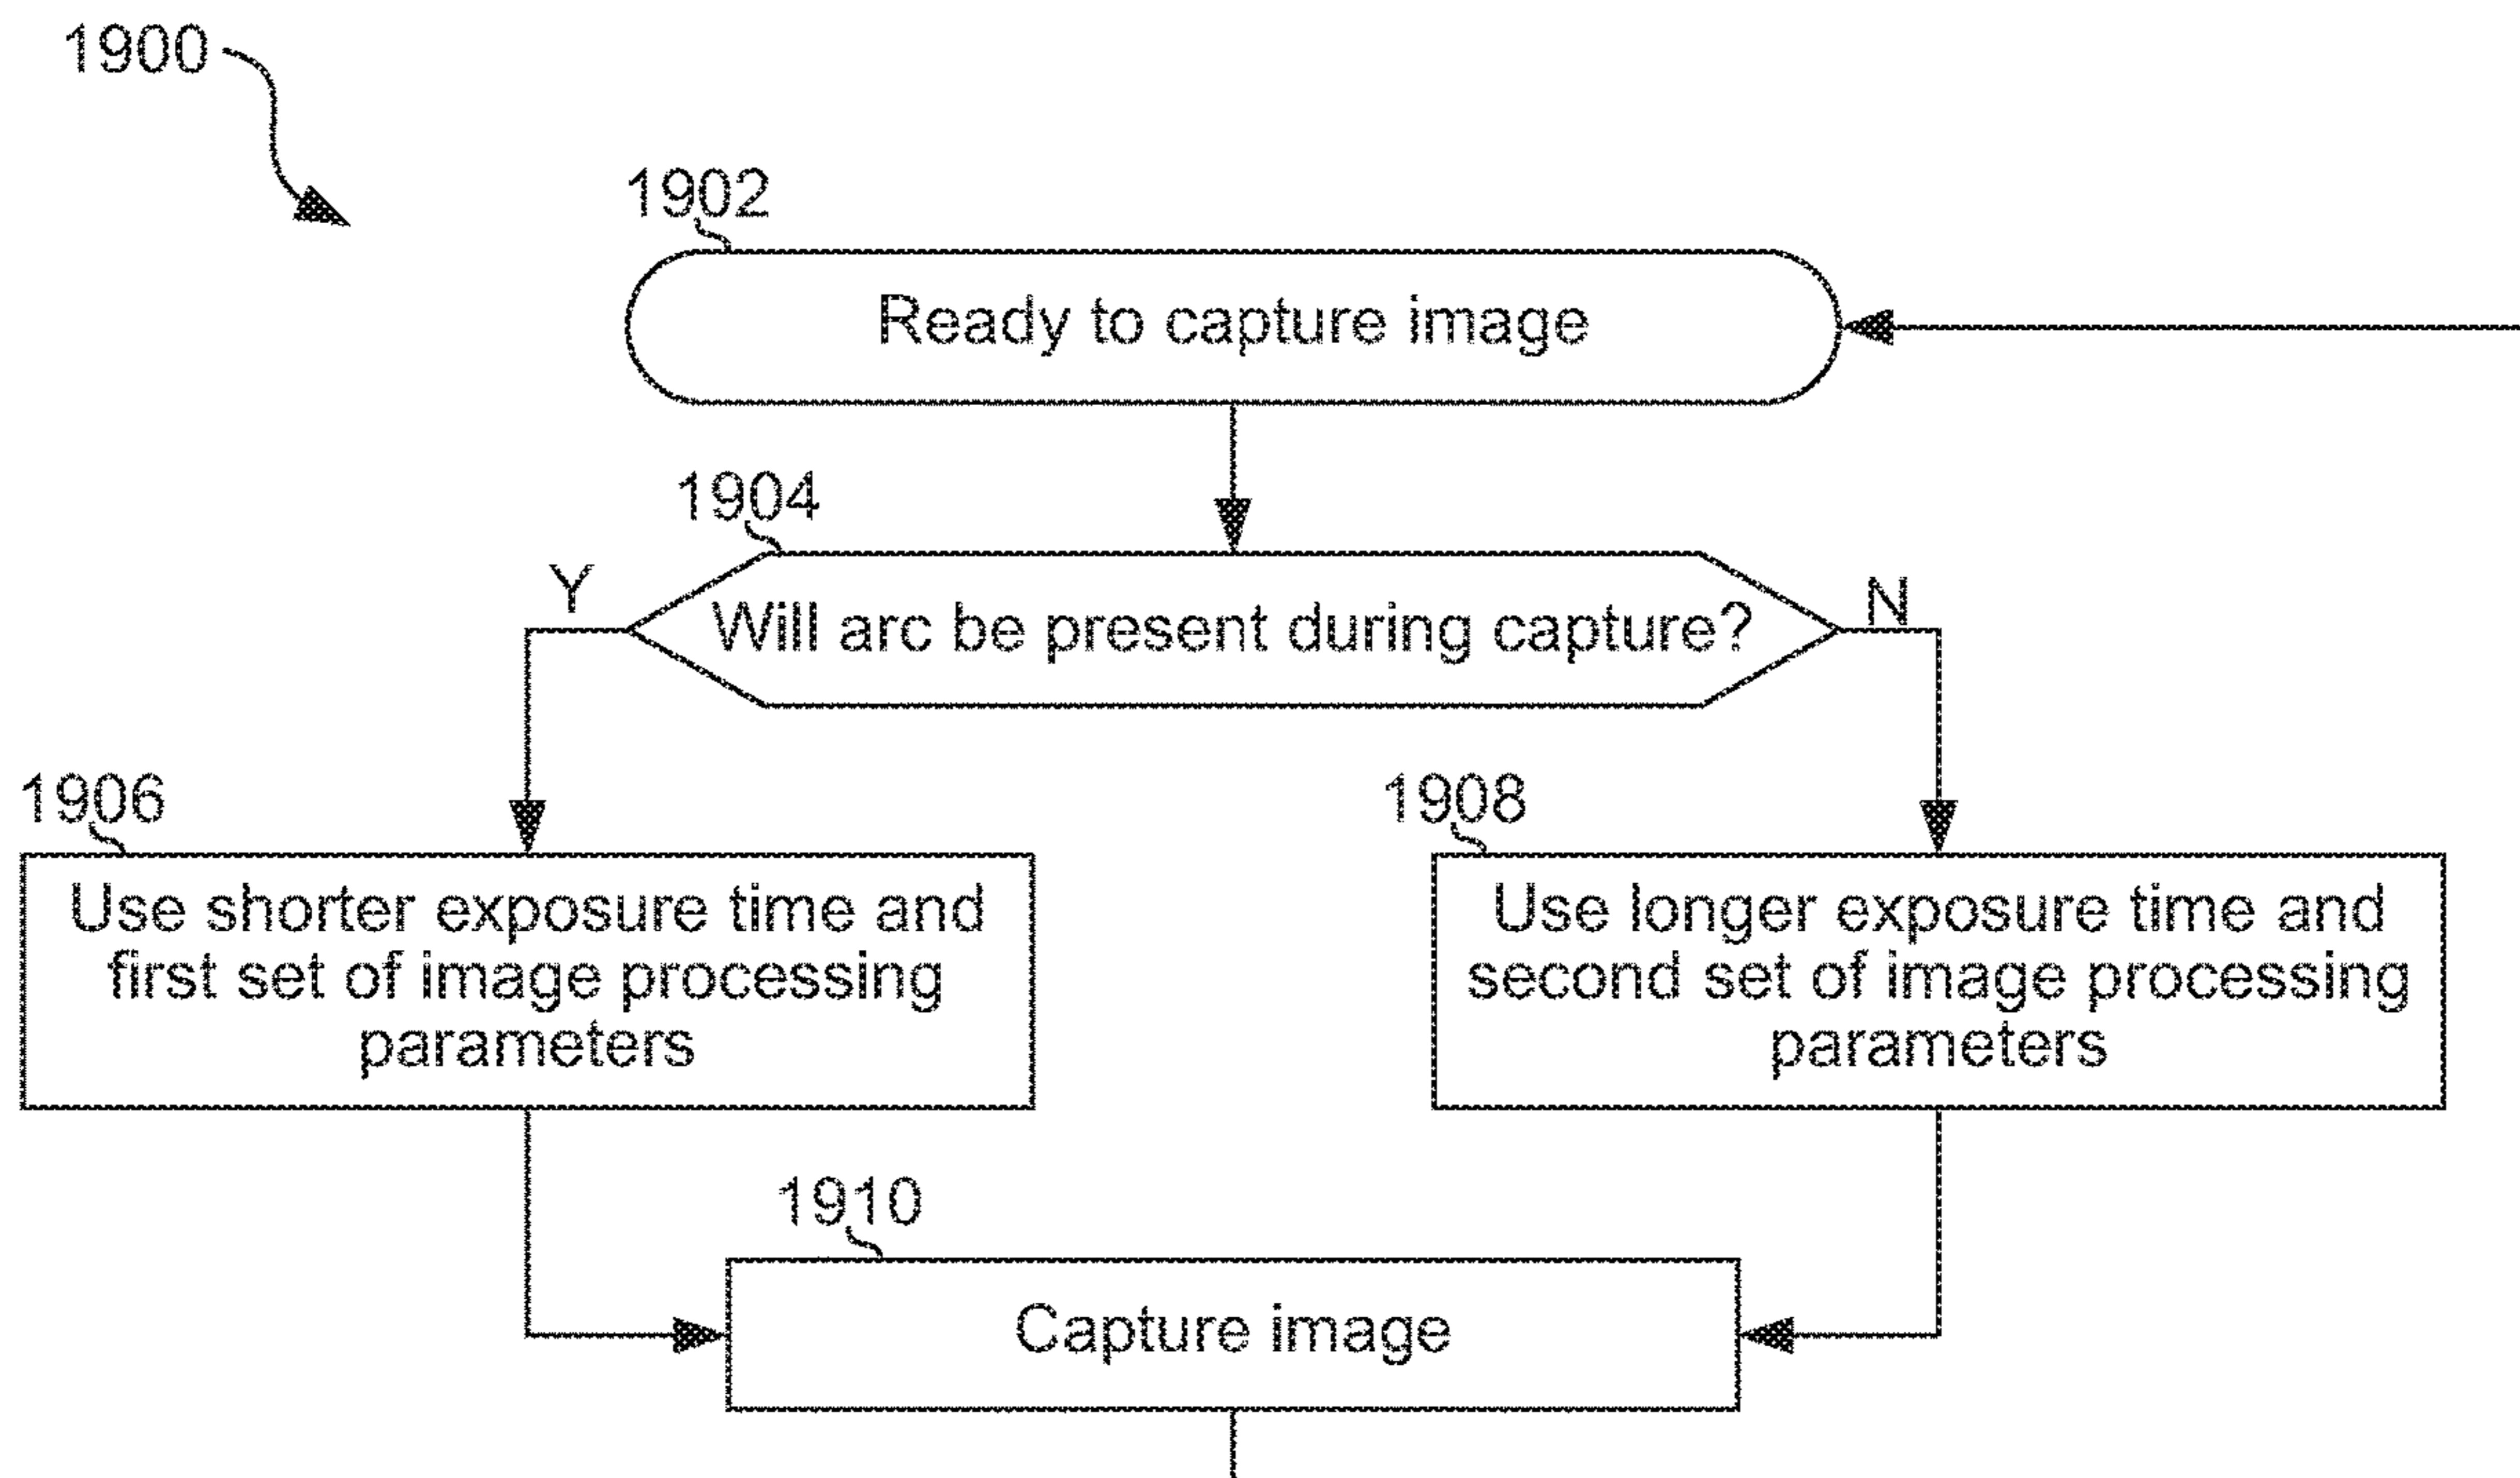 1900
1902
Ready to capture image
1904
Y
Will arc be present during capture?
N
1906
Use shorter exposure time and
first set of image processing
parameters
1908
Use longer exposure time and
second set of image processing
parameters
1910
Capture image